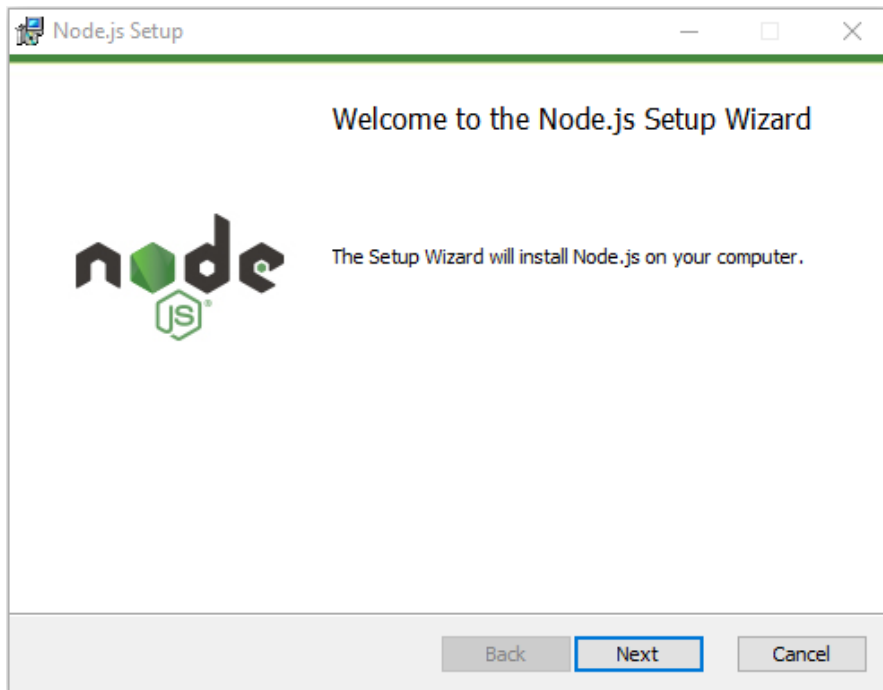 Node.js Setup
Welcome to the Node.js Setup Wizard
The Setup Wizard will install Node.js on your computer.
node
JS®
Back Next Cancel